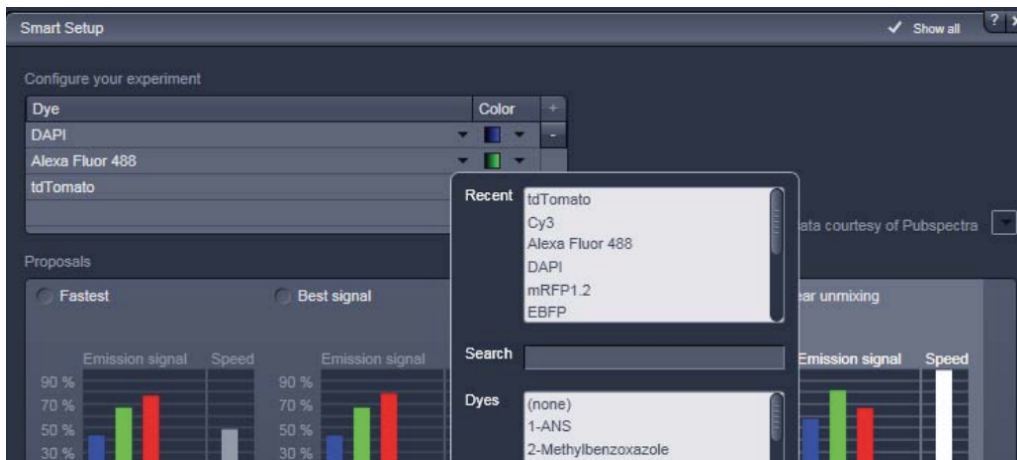 Smart Setup
Show all
?
Configure your experiment
Dye Color +
DAPI -
Alexa Fluor 488
tdTomato
Recent
tdTomato
Cy3
Alexa Fluor 488
DAPI
mRFP1.2
EBFP
courtesy of Pubspectra
Proposals
Fastest
Best signal
unmixing
Emission signal Speed
Emission signal
Search
Emission signal Speed
90 %
70 %
50 %
30 %
90 %
70 %
50 %
30 %
Dyes
(none)
1-ANS
2-Methylbenzoxazole